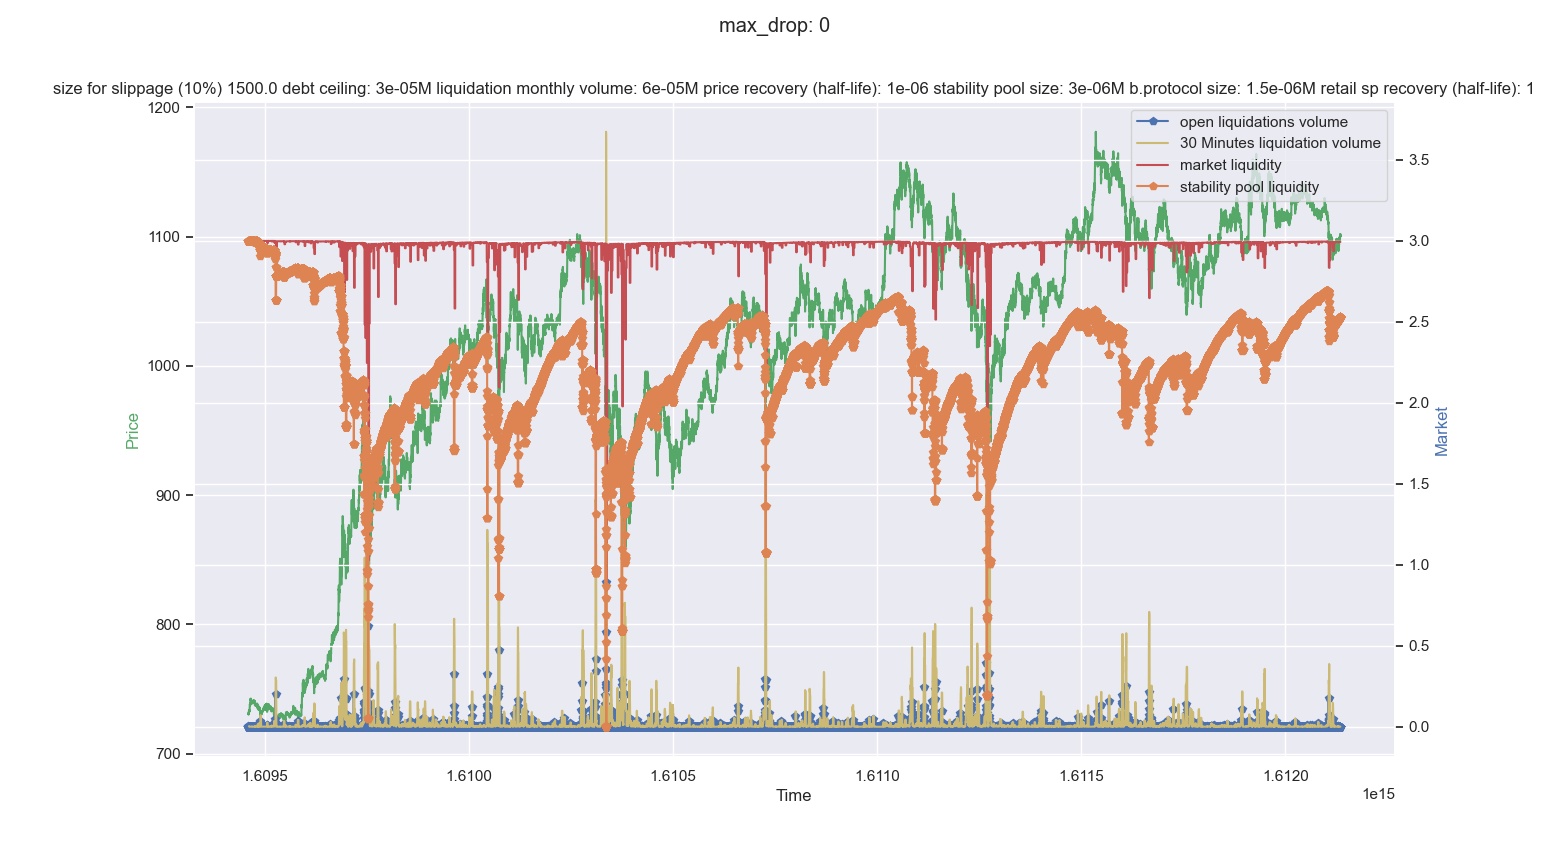 max_drop: 0
size for slippage (10%) 1500.0 debt ceiling: 3e-05M liquidation monthly volume: 6e-05M price recovery (half-life): 1e-06 stability pool size: 3e-06M b.protocol size: 1.5e-06M retail sp recovery (half-life): 1
open liquidations volume
30 Minutes liquidation volume
market liquidity
stability pool liquidity
1200
1100
1000
900
800
700
Price
3.5
3.0
2.5
2.0
1.5
1.0
0.5
0.0
Market
1.6095 1.6100 1.6105 1.6110 1.6115 1.6120
Time
1e15